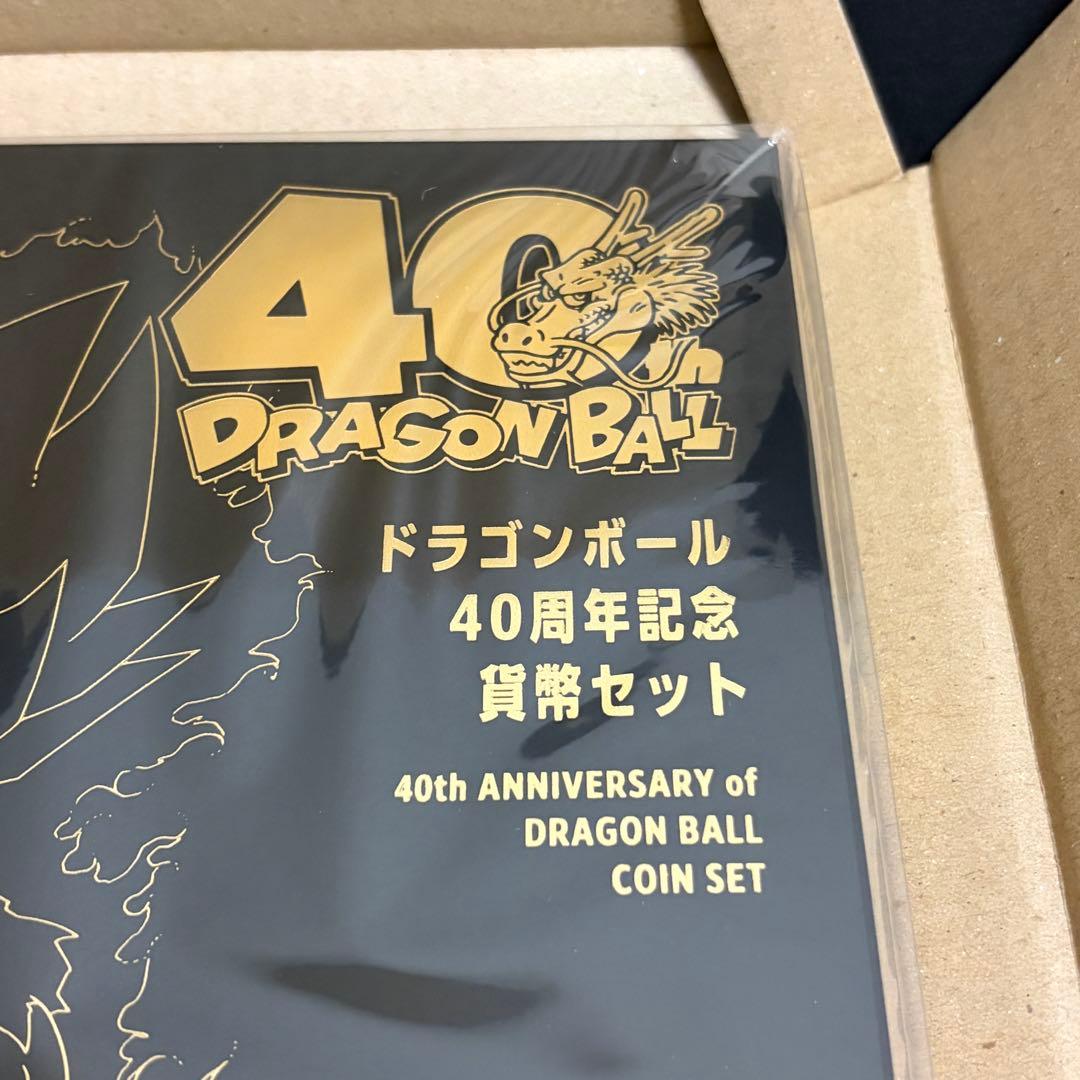 40th
DRAGON BALL
ドラゴンボール
40周年記念
貨幣セット
40th ANNIVERSARY of
DRAGON BALL
COIN SET